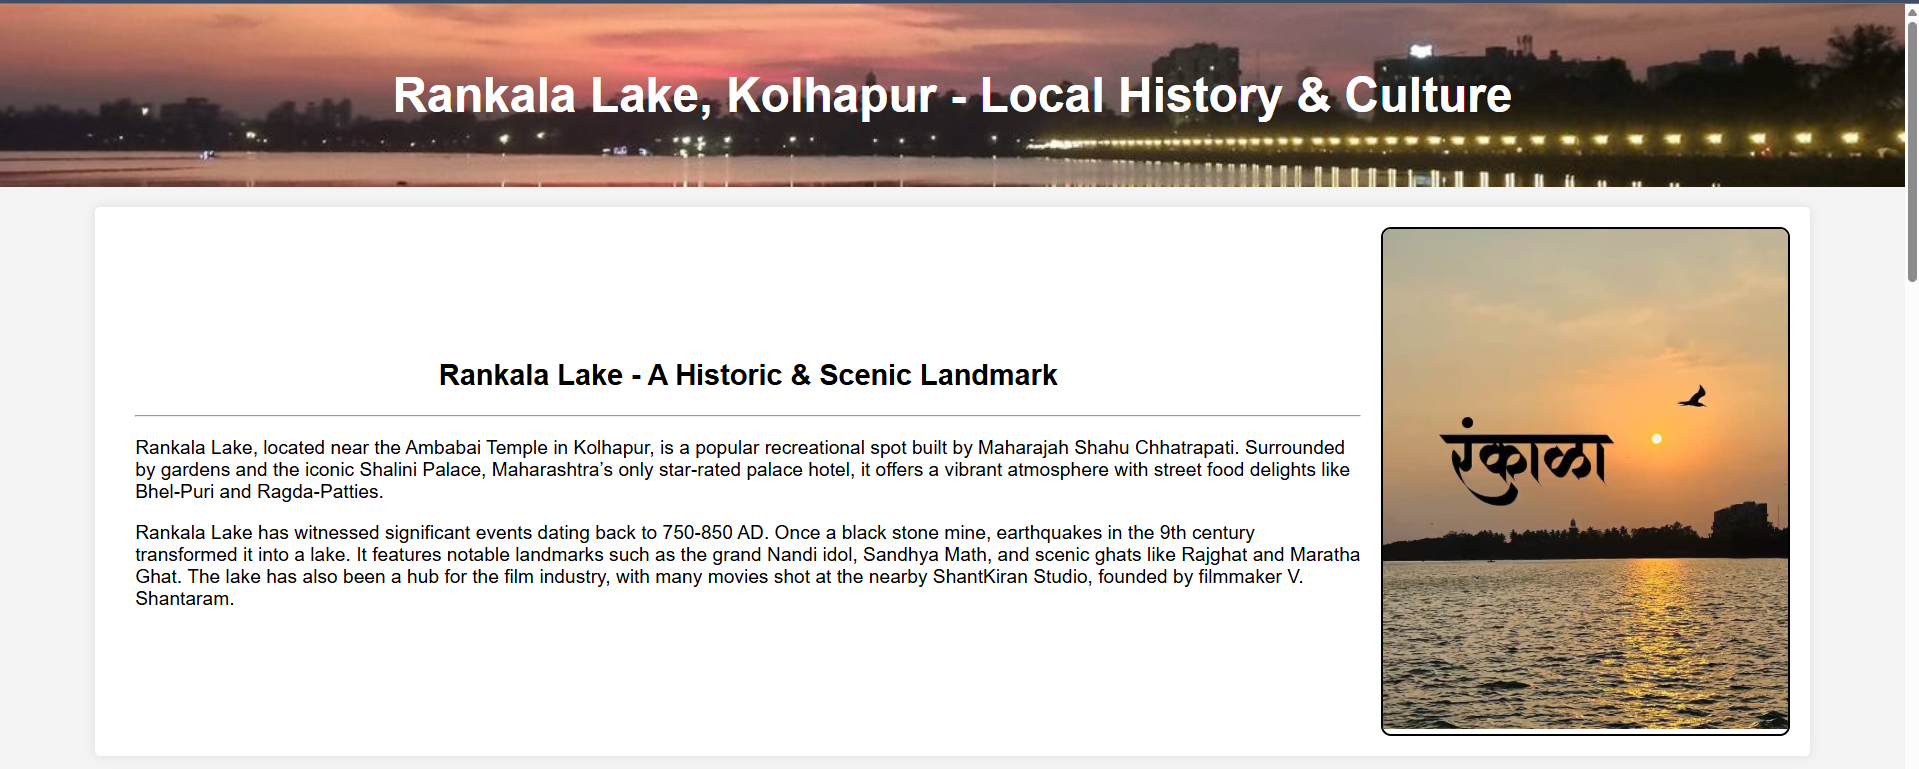 Rankala Lake, Kolhapur - Local History & Culture
Rankala Lake - A Historic & Scenic Landmark
Rankala Lake, located near the Ambabai Temple in Kolhapur, is a popular recreational spot built by Maharajah Shahu Chhatrapati. Surrounded
by gardens and the iconic Shalini Palace, Maharashtra’s only star-rated palace hotel, it offers a vibrant atmosphere with street food delights like
Bhel-Puri and Ragda-Patties.
Rankala Lake has witnessed significant events dating back to 750-850 AD. Once a black stone mine, earthquakes in the 9th century
transformed it into a lake. It features notable landmarks such as the grand Nandi idol, Sandhya Math, and scenic ghats like Rajghat and Maratha
Ghat. The lake has also been a hub for the film industry, with many movies shot at the nearby ShantKiran Studio, founded by filmmaker V.
Shantaram.
रंकाळा